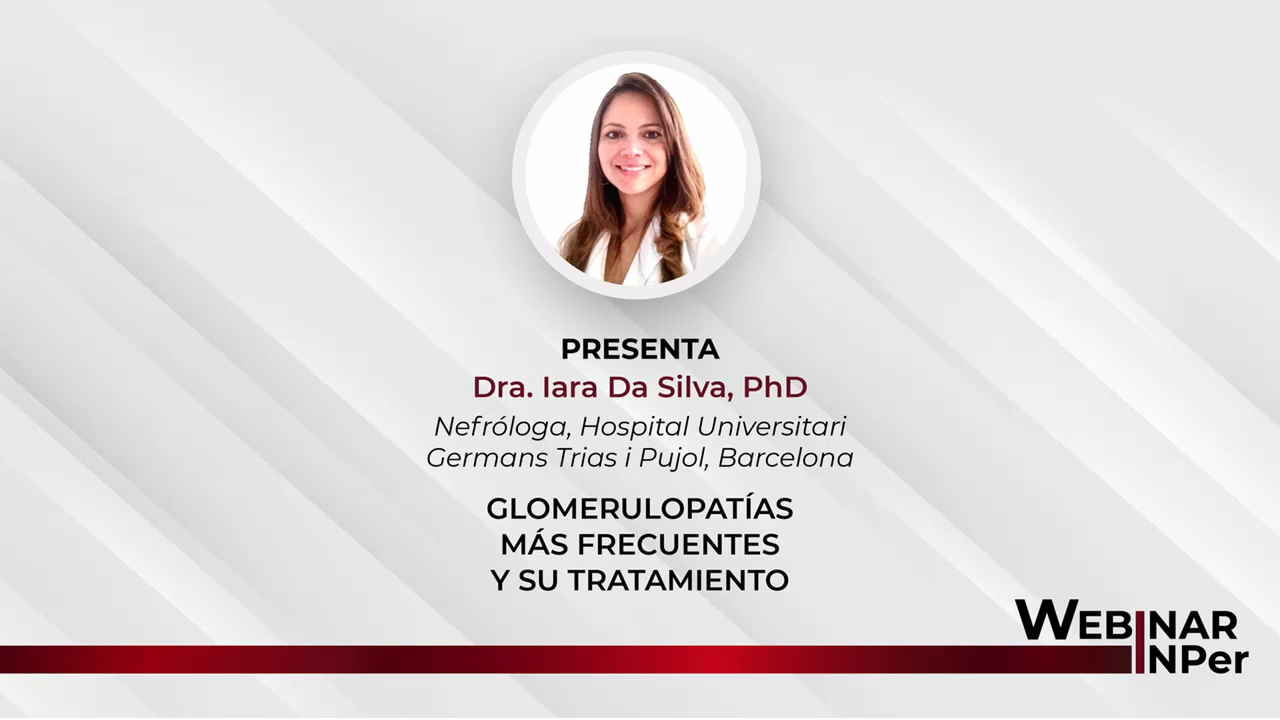 PRESENTA
Dra. Iara Da Silva, PhD
Nefróloga, Hospital Universitari
Germans Trias i Pujol, Barcelona
GLOMERULOPATÍAS
MÁS FRECUENTES
Y SU TRATAMIENTO
WEBINAR
INPer